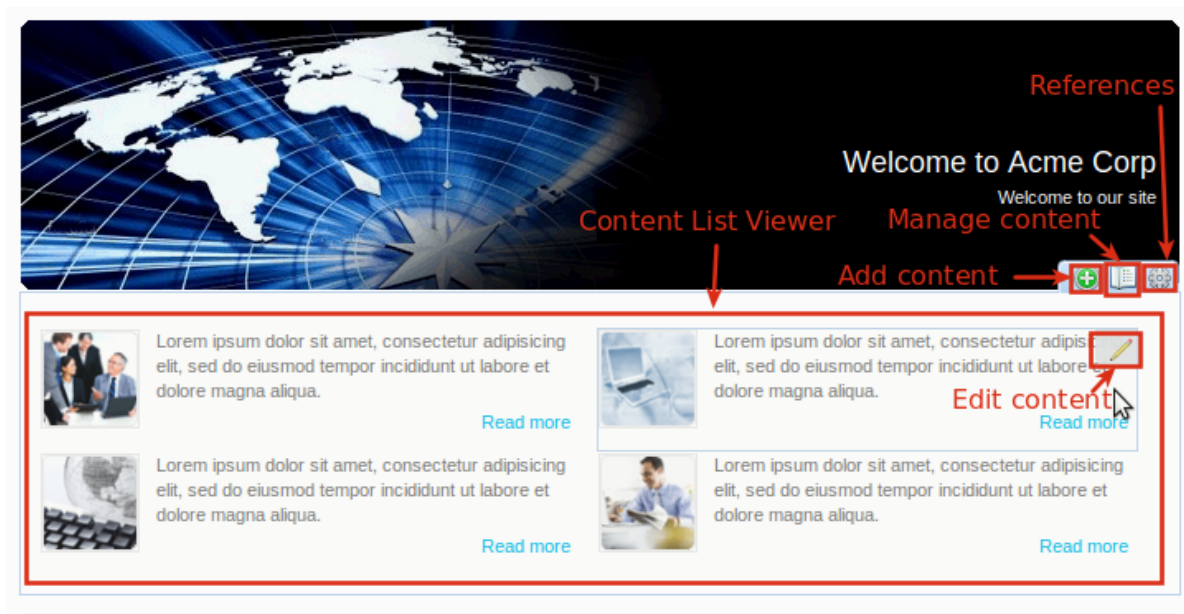 References
Welcome to Acme Corp
Welcome to our site
Content List Viewer
Manage content
Add content
Lorem ipsum dolor sit amet, consectetur adipisicing
elit, sed do eiusmod tempor incididunt ut labore et
dolore magna aliqua.
Read more
Lorem ipsum dolor sit amet, consectetur
elit, sed do eiusmod tempor incididunt ut labore
dolore magna aliqua.
Edit content
Read more
Lorem ipsum dolor sit amet, consectetur adipisicing
elit, sed do eiusmod tempor incididunt ut labore et
dolore magna aliqua.
Read more
Lorem ipsum dolor sit amet, consectetur adipisicing
elit, sed do eiusmod tempor incididunt ut labore et
dolore magna aliqua.
Read more